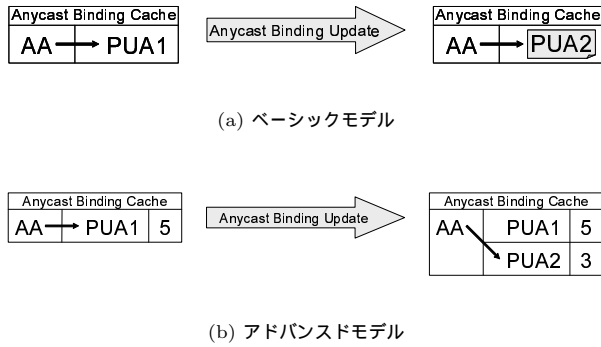 Anycast Binding Cache
AA PUA1
Anycast Binding Update
Anycast Binding Cache
AA PUA2
(a) ベーシックモデル
Anycast Binding Cache
AA PUA1 5
Anycast Binding Update
Anycast Binding Cache
AA PUA1 5
PUA2 3
(b) アドバンスドモデル